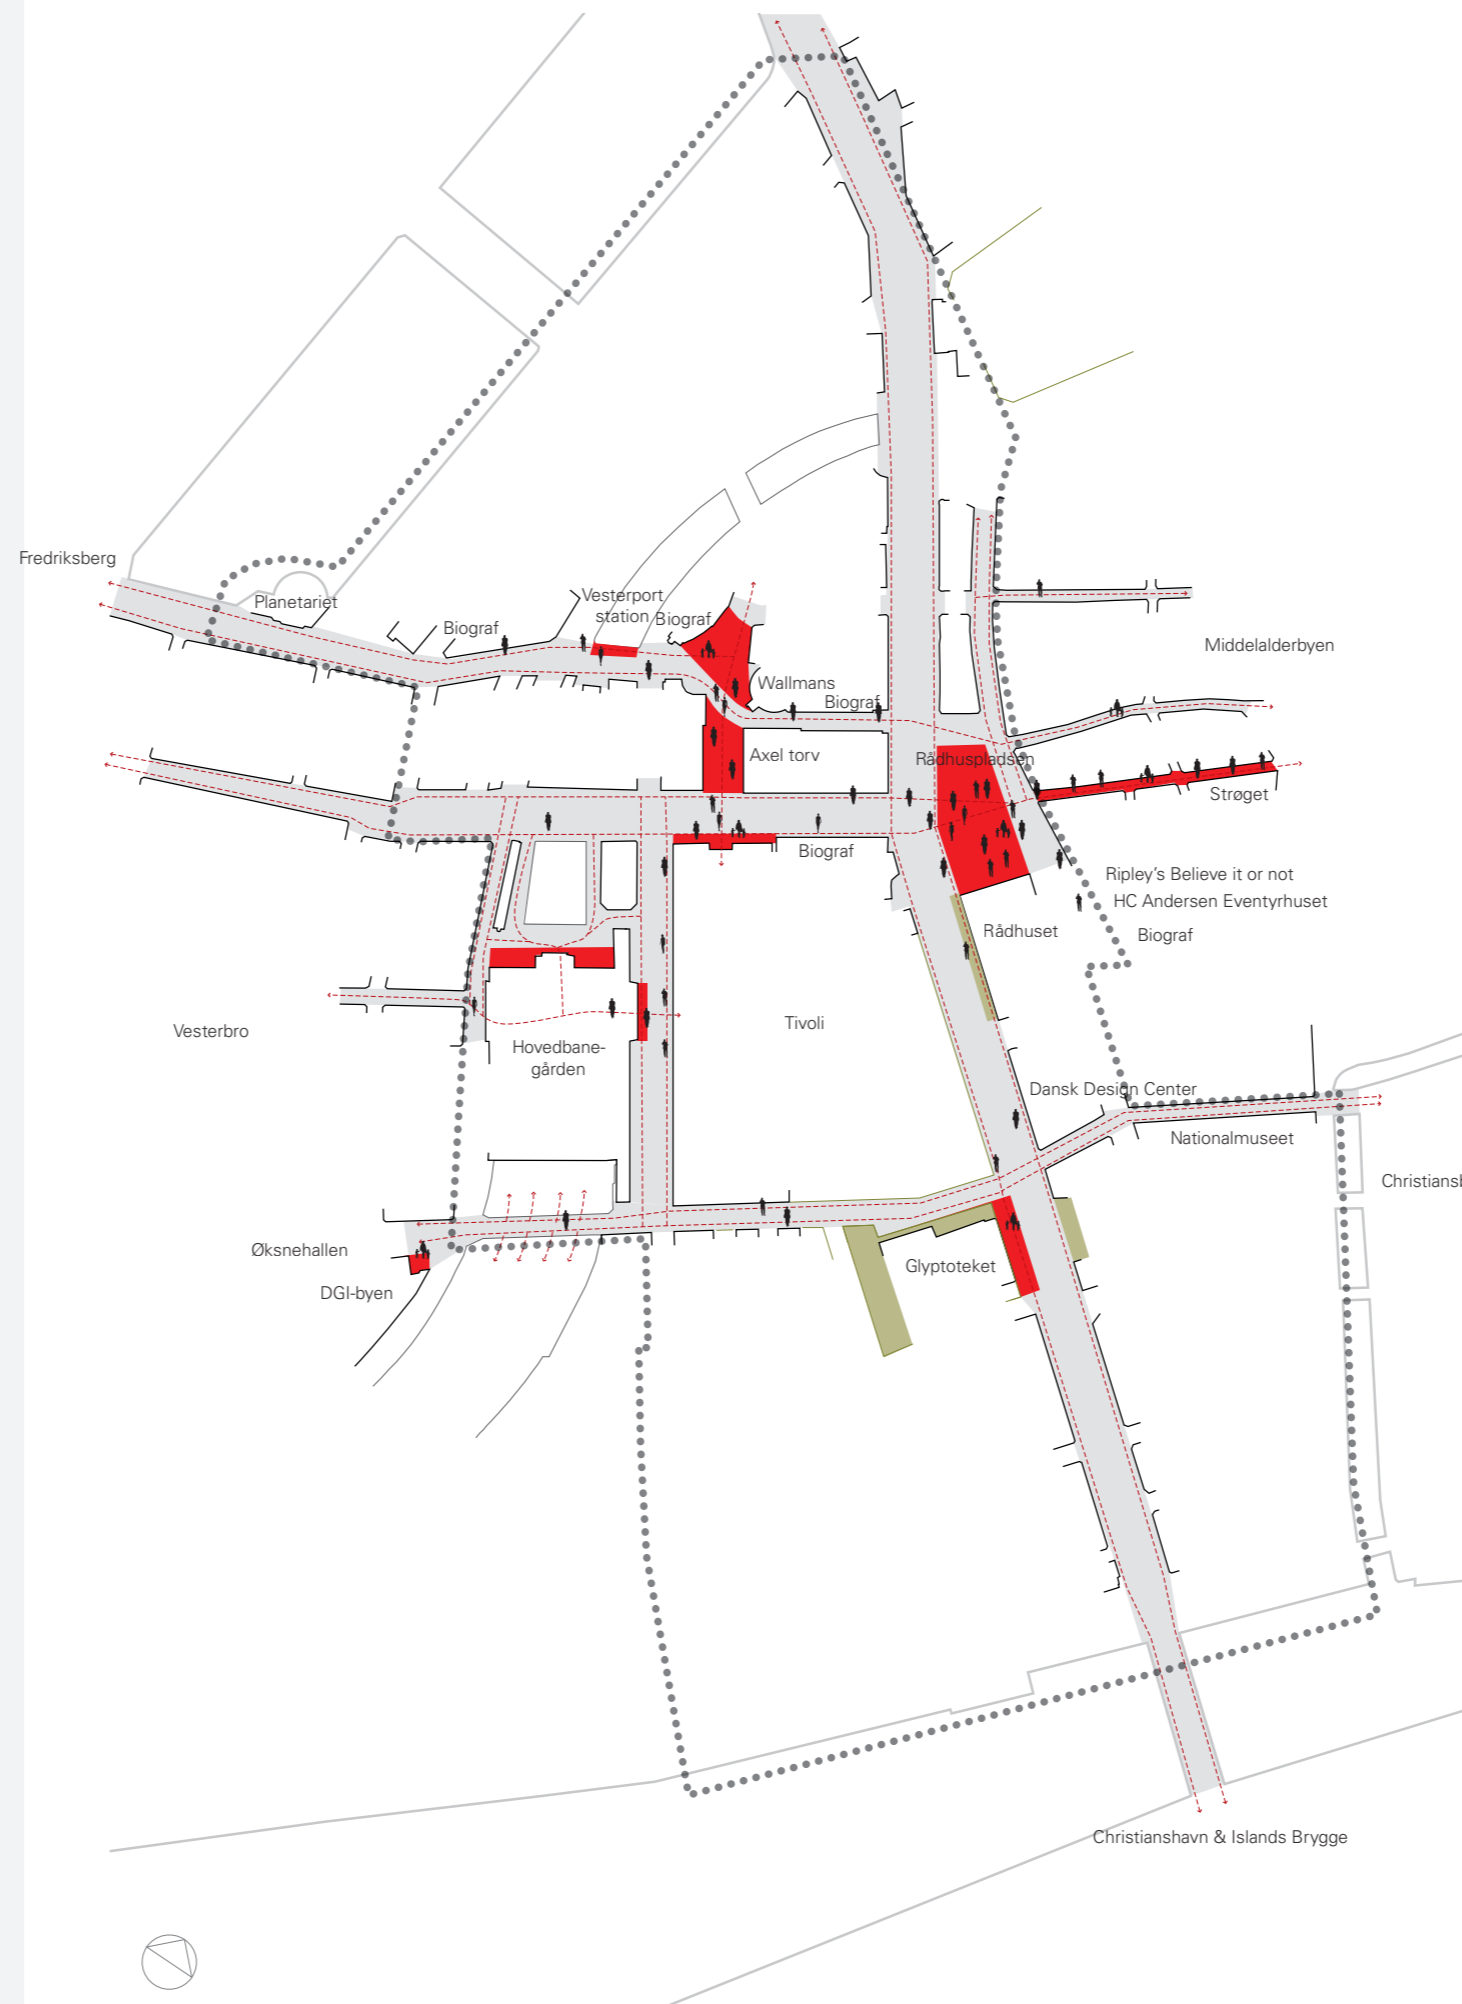 Fredriksberg
Planetariet
Biograf
Vesterport
station
Biograf
Wallmans
Biograf
Middelalderbyen
Axel torv
Rådhuspladsen
Strøget
Biograf
Ripley's Believe it or not
HC Andersen Eventyrhuset
Rådhuset
Biograf
Vesterbro
Tivoli
Hovedbane-
gården
Dansk Design Center
Nationalmuseet
Christiansb
Øksnehallen
Glyptoteket
DGI-byen
Christianshavn & Islands Brygge